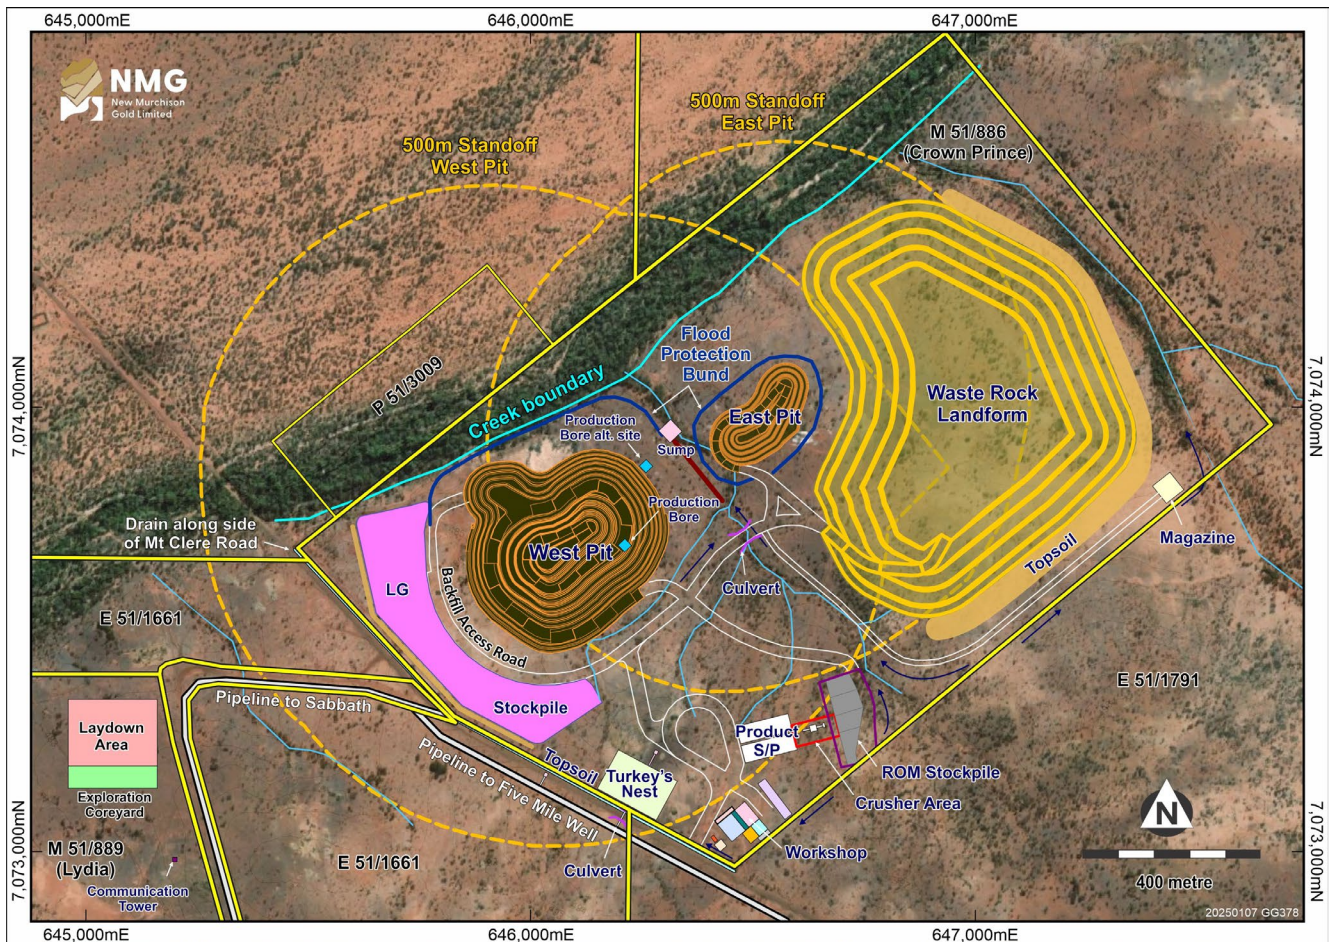 645,000mE
646,000mE
647,000mE
NMG
New Murchison
Gold Limited
500m Standoff
West Pit
500m Standoff
East Pit
M 51/886
(Crown Prince)
P 51/3009
Creek boundary
Flood
Protection
Bund
Production
Bore alt. site
Sump
East Pit
Waste Rock
Landform
7,074,000mN
7,074,000mN
Drain along side
of Mt Clere Road
Production
Bore
West Pit
Magazine
Topsoil
LG
Backfill Access Road
Culvert
E 51/1661
E 51/1791
Pipeline to Sabbath
Stockpile
Laydown
Area
Exploration
Coreyard
Pipeline to Five Mile Well
Topsoil
Turkey's
Nest
Product
S/P
ROM Stockpile
Crusher Area
Workshop
Culvert
M 51/889
(Lydia)
Communication
Tower
E 51/1661
N
400 metre
7,073,000mN
7,073,000mN
20250107 GG378
645,000mE
646,000mE
647,000mE